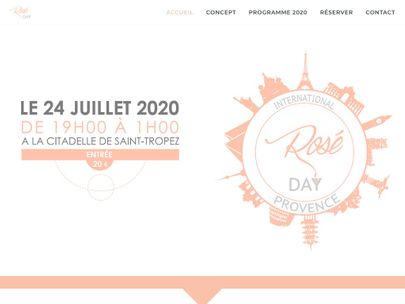 Rosé
DAY
ACCUEIL
CONCEPT
PROGRAMME 2020
RÉSERVER
CONTACT
LE 24 JUILLET 2020
DE 19H00 À 1H00
A LA CITADELLE DE SAINT-TROPEZ
ENTRÉE
20 €
INTERNATIONAL
Rosé
DAY
PROVENCE